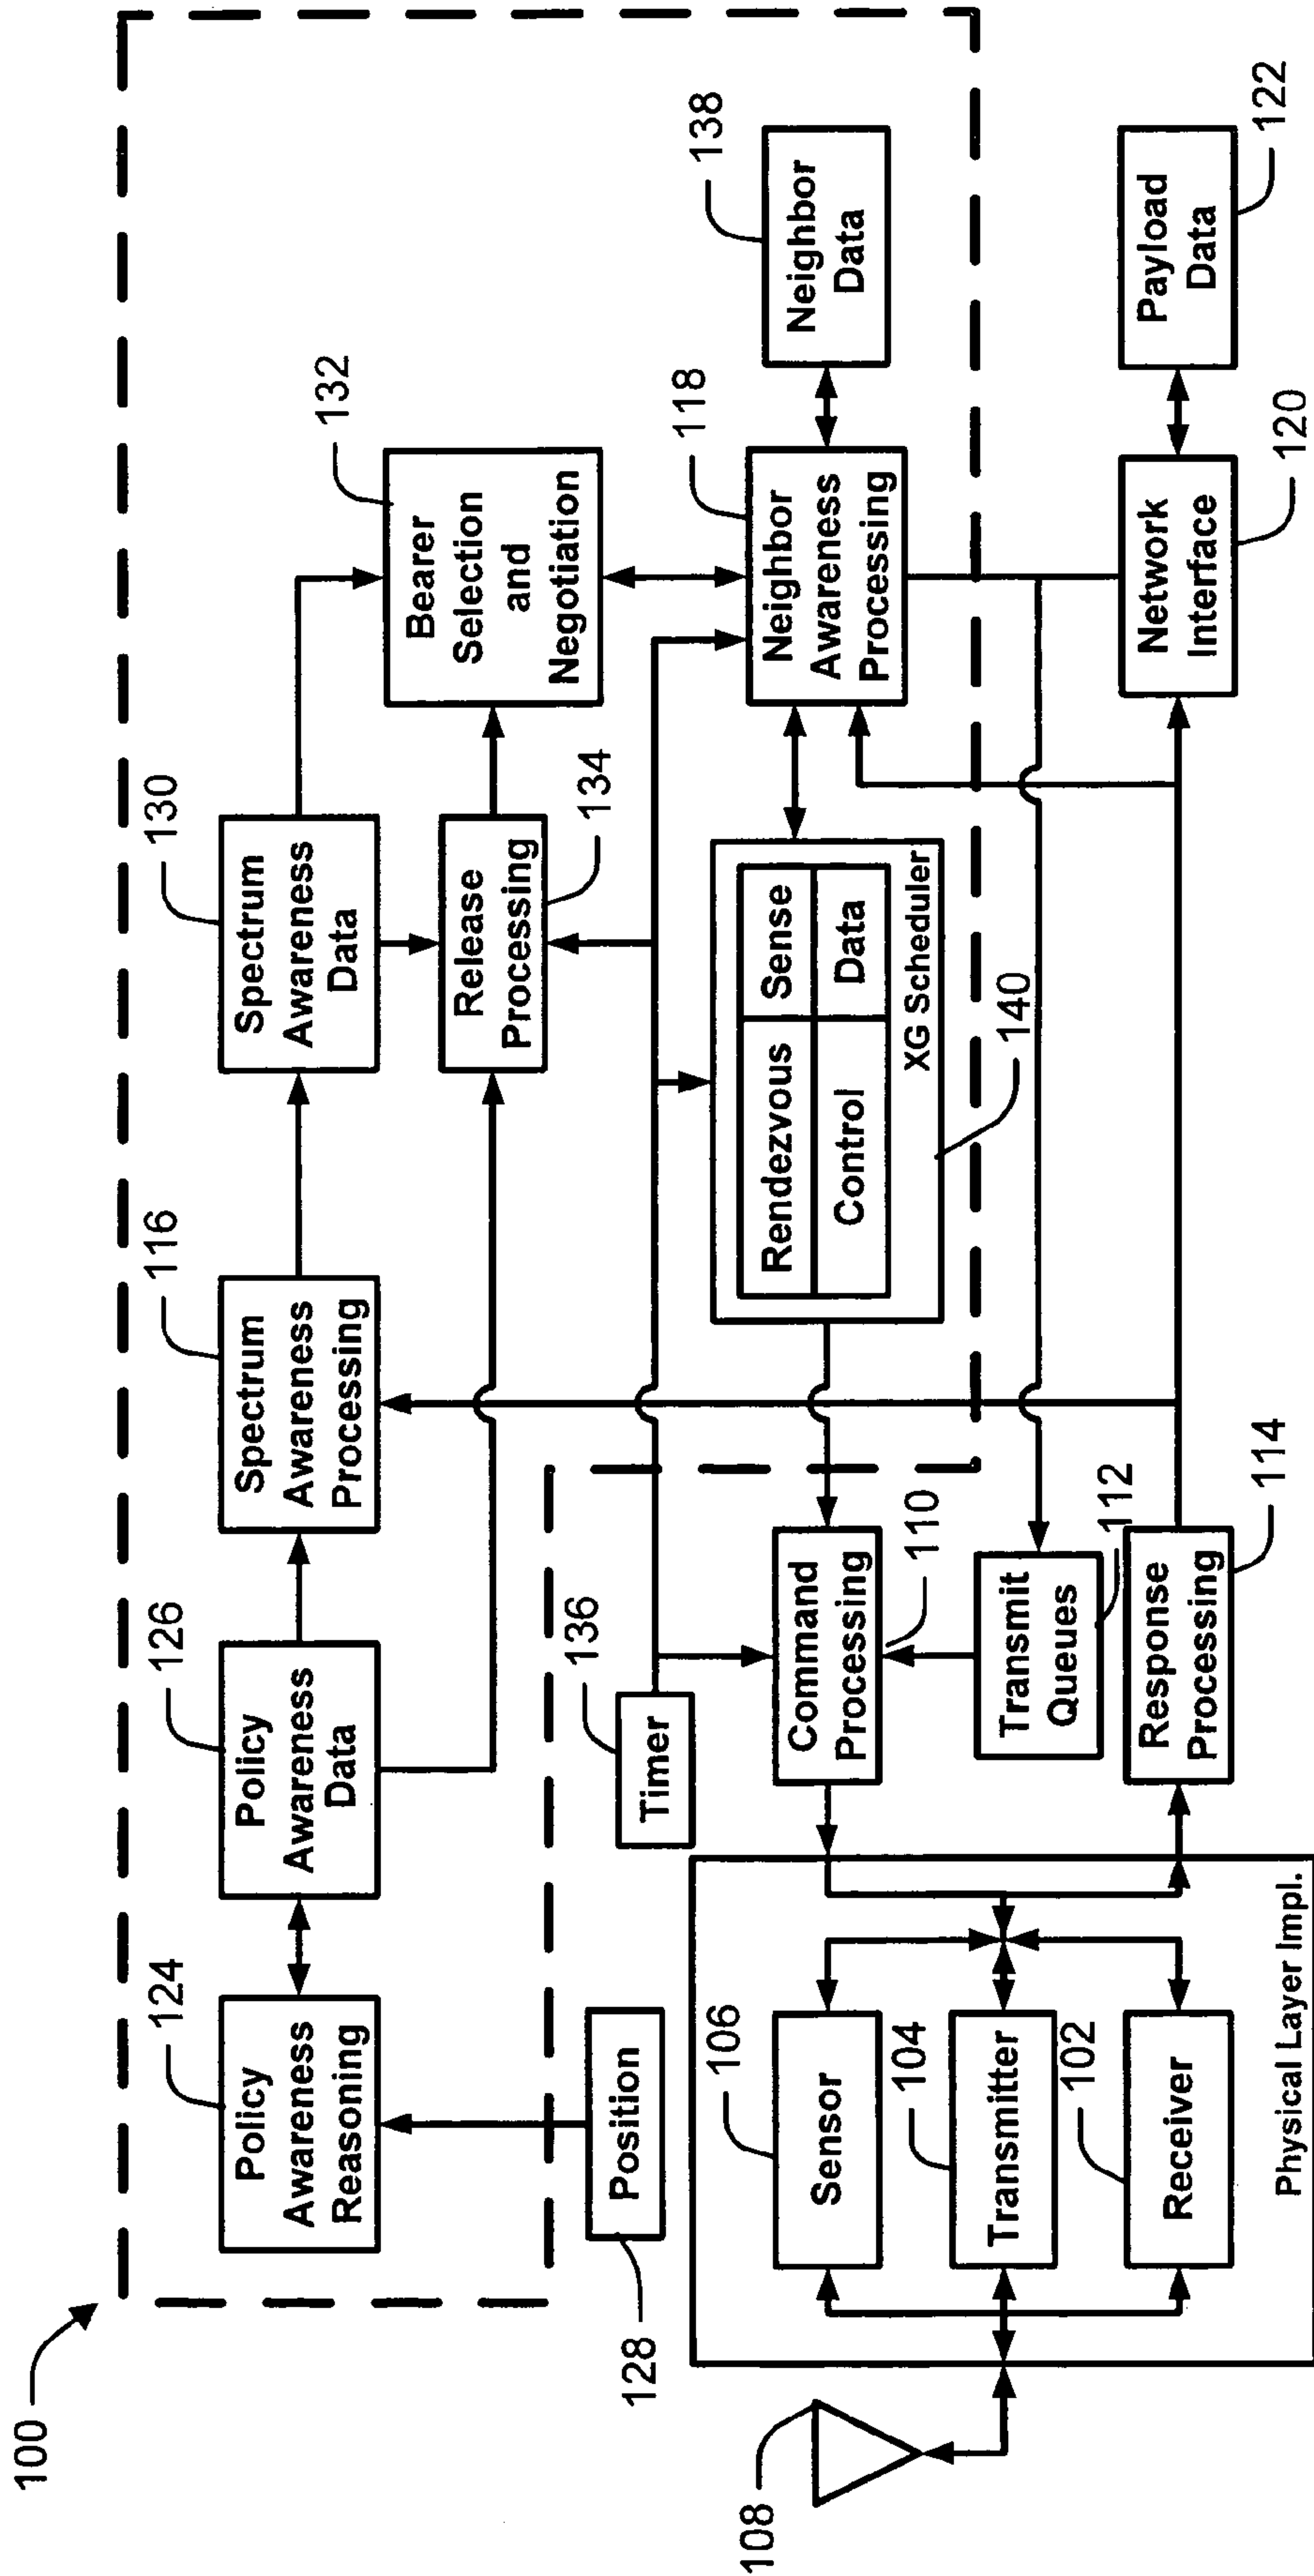 100
124
Policy
Awareness
Reasoning
126
Policy
Awareness
Data
116
Spectrum
Awareness
Processing
130
Spectrum
Awareness
Data
132
Bearer
Selection
and
Negotiation
134
Release
Processing
128
Position
136
Timer
118
Neighbor
Awareness
Processing
138
Neighbor
Data
Rendezvous
Sense
Control
Data
XG Scheduler
140
110
Command
Processing
112
Transmit
Queues
114
Response
Processing
120
Network
Interface
122
Payload
Data
108
106
Sensor
104
Transmitter
102
Receiver
Physical Layer Impl.